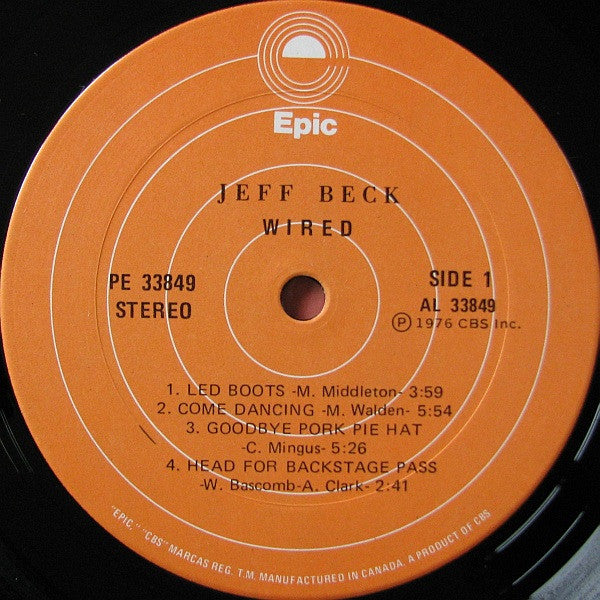 Epic
JEFF BECK
WIRED
PE 33849
STEREO
SIDE 1
AL 33849
Ⓟ 1976 CBS Inc.
1. LED BOOTS -M. Middleton- 3:59
2. COME DANCING -M. Walden- 5:54
3. GOODBYE PORK PIE HAT
-C. Mingus- 5:26
4. HEAD FOR BACKSTAGE PASS
-W. Bascomb-A. Clark- 2:41
"EPIC," "CBS" MARCAS REG. T.M. MANUFACTURED IN CANADA. A PRODUCT OF CBS